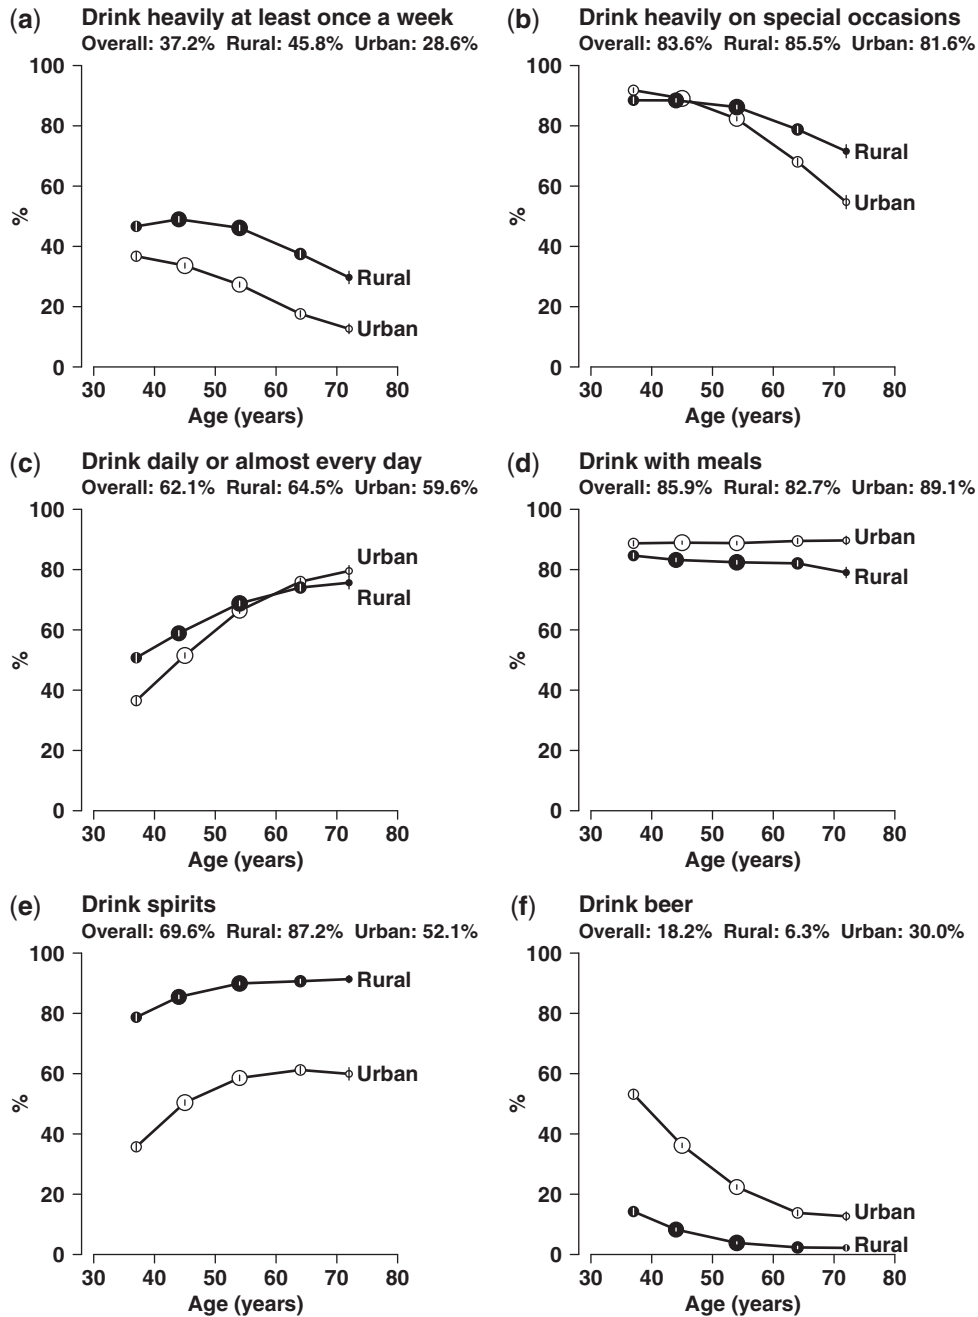 (a) Drink heavily at least once a week
Overall: 37.2% Rural: 45.8% Urban: 28.6%
100
80
60
40
20
0
%
Rural
Urban
30 40 50 60 70 80
Age (years)
(b) Drink heavily on special occasions
Overall: 83.6% Rural: 85.5% Urban: 81.6%
100
80
60
40
20
0
%
Rural
Urban
30 40 50 60 70 80
Age (years)
(c) Drink daily or almost every day
Overall: 62.1% Rural: 64.5% Urban: 59.6%
100
80
60
40
20
0
%
Urban
Rural
30 40 50 60 70 80
Age (years)
(d) Drink with meals
Overall: 85.9% Rural: 82.7% Urban: 89.1%
100
80
60
40
20
0
%
Urban
Rural
30 40 50 60 70 80
Age (years)
(e) Drink spirits
Overall: 69.6% Rural: 87.2% Urban: 52.1%
100
80
60
40
20
0
%
Rural
Urban
30 40 50 60 70 80
Age (years)
(f) Drink beer
Overall: 18.2% Rural: 6.3% Urban: 30.0%
100
80
60
40
20
0
%
Urban
Rural
30 40 50 60 70 80
Age (years)